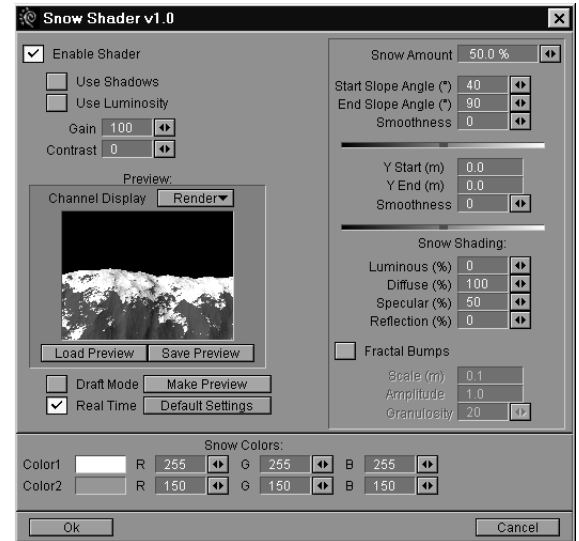 Snow Shader v1.0
Enable Shader
Use Shadows
Use Luminosity
Gain 100
Contrast 0
Preview:
Channel Display Render
Load Preview Save Preview
Draft Mode Make Preview
Real Time Default Settings
Snow Amount 50.0 %
Start Slope Angle (°) 40
End Slope Angle (°) 90
Smoothness 0
Y Start (m) 0.0
Y End (m) 0.0
Smoothness 0
Snow Shading:
Luminous (%) 0
Diffuse (%) 100
Specular (%) 50
Reflection (%) 0
Fractal Bumps
Scale (m) 0.1
Amplitude 1.0
Granulosity 20
Snow Colors:
Color1 R 255 G 255 B 255
Color2 R 150 G 150 B 150
Ok Cancel